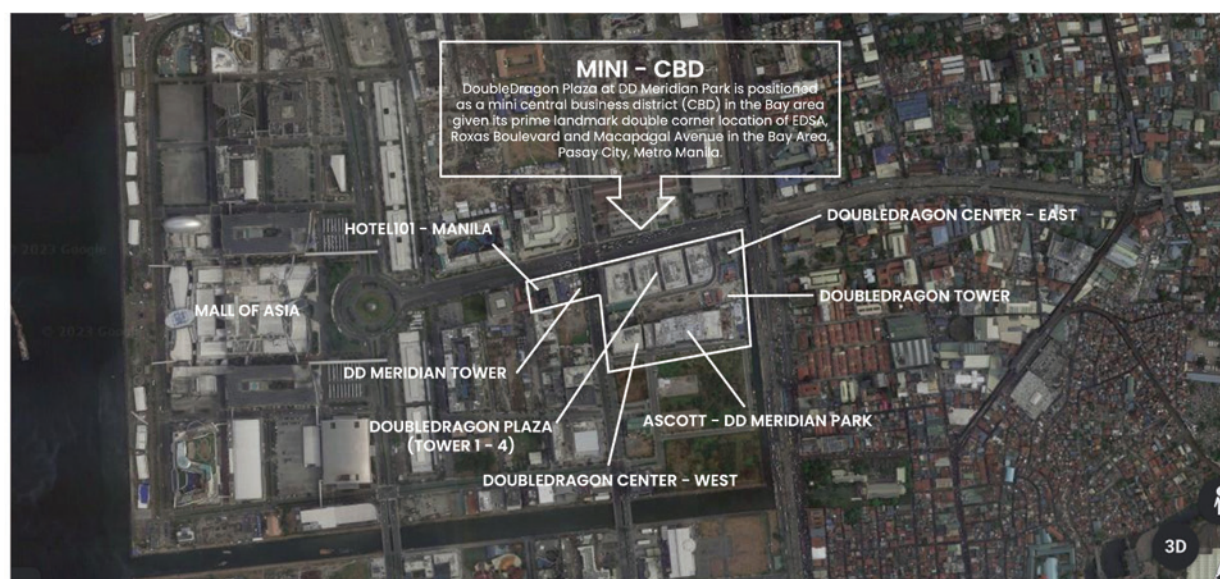 MINI - CBD
DoubleDragon Plaza at DD Meridian Park is positioned
as a mini central business district (CBD) in the Bay area
given its prime landmark double corner location of EDSA,
Roxas Boulevard and Macapagal Avenue in the Bay Area,
Pasay City, Metro Manila.
DOUBLEDRAGON CENTER - EAST
HOTEL101 - MANILA
DOUBLEDRAGON TOWER
MALL OF ASIA
DD MERIDIAN TOWER
DOUBLEDRAGON PLAZA
(TOWER 1 - 4)
ASCOTT - DD MERIDIAN PARK
DOUBLEDRAGON CENTER - WEST
© 2023 Google
3D